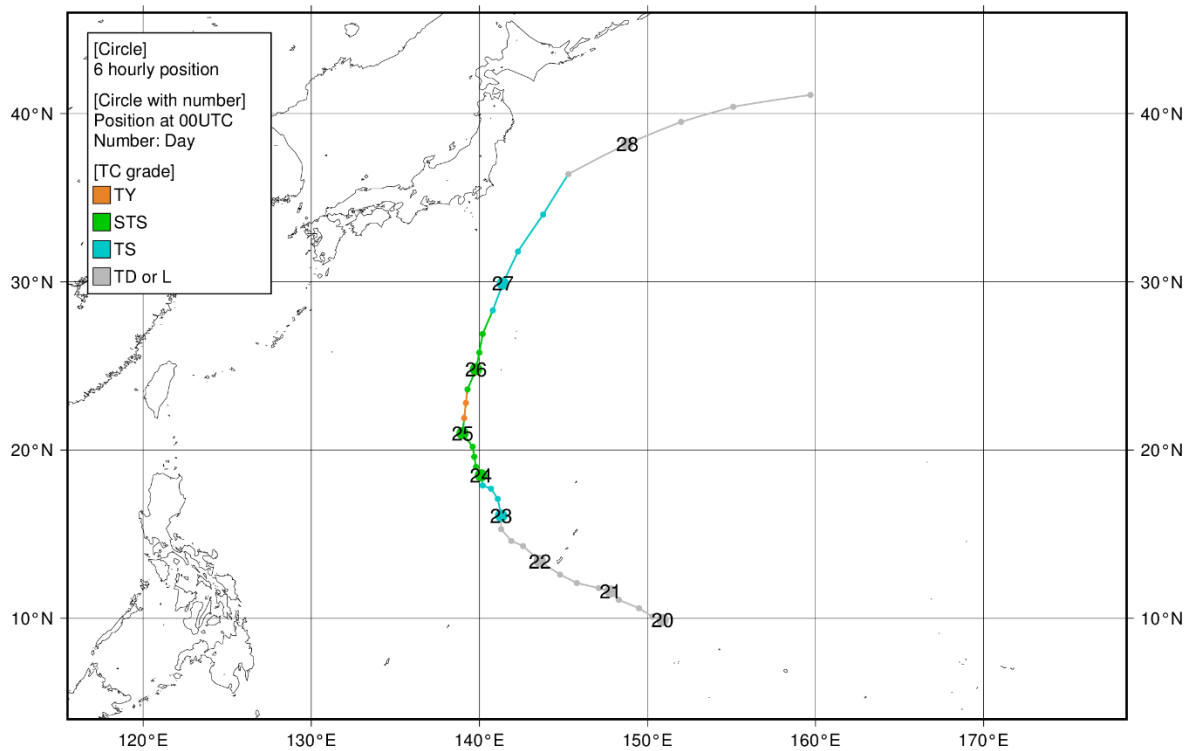 [Circle]
6 hourly position
[Circle with number]
Position at 00UTC
Number: Day
[TC grade]
TY
STS
TS
TD or L
40°N
40°N
30°N
30°N
20°N
20°N
10°N
10°N
28
27
26
25
24
23
22
21
20
120°E
130°E
140°E
150°E
160°E
170°E